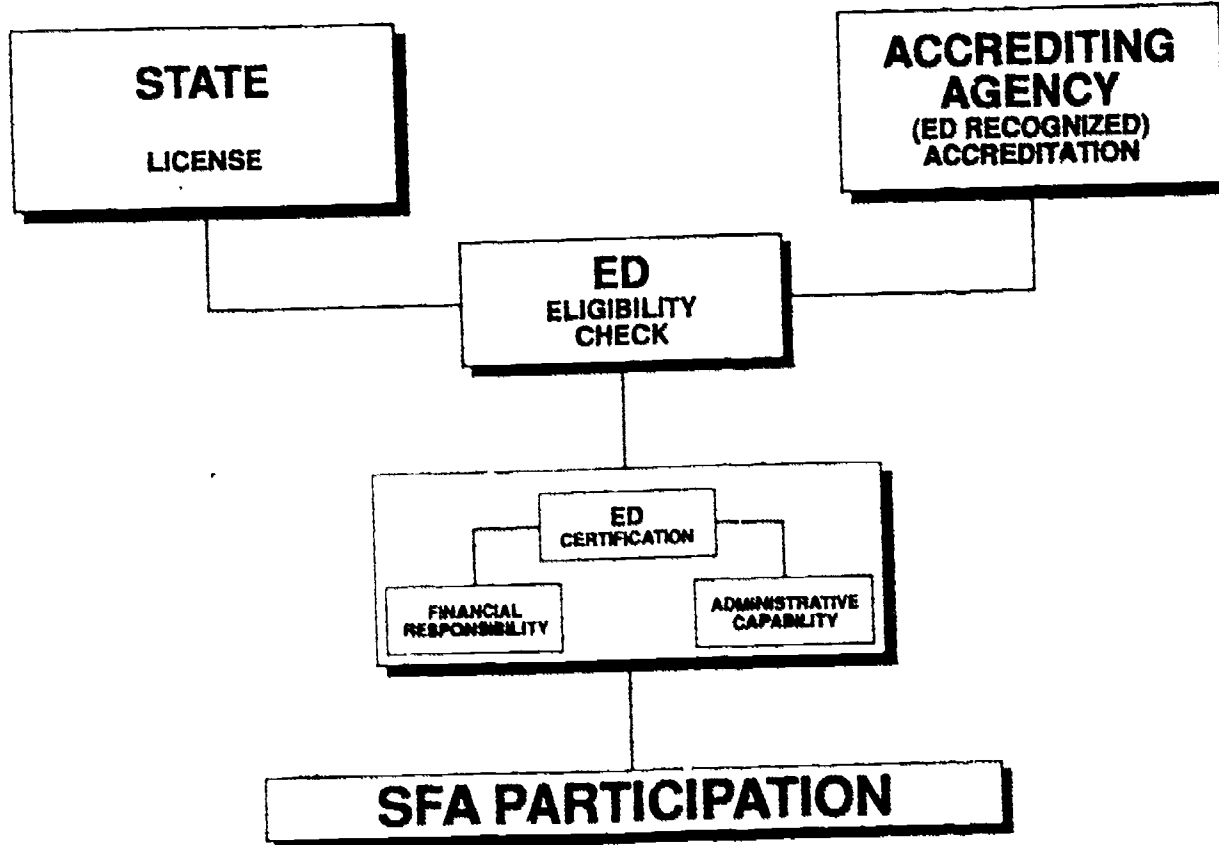 STATE
LICENSE
ACCREDITING
AGENCY
(ED RECOGNIZED)
ACCREDITATION
ED
ELIGIBILITY
CHECK
ED
CERTIFICATION
FINANCIAL
RESPONSIBILITY
ADMINISTRATIVE
CAPABILITY
SFA PARTICIPATION